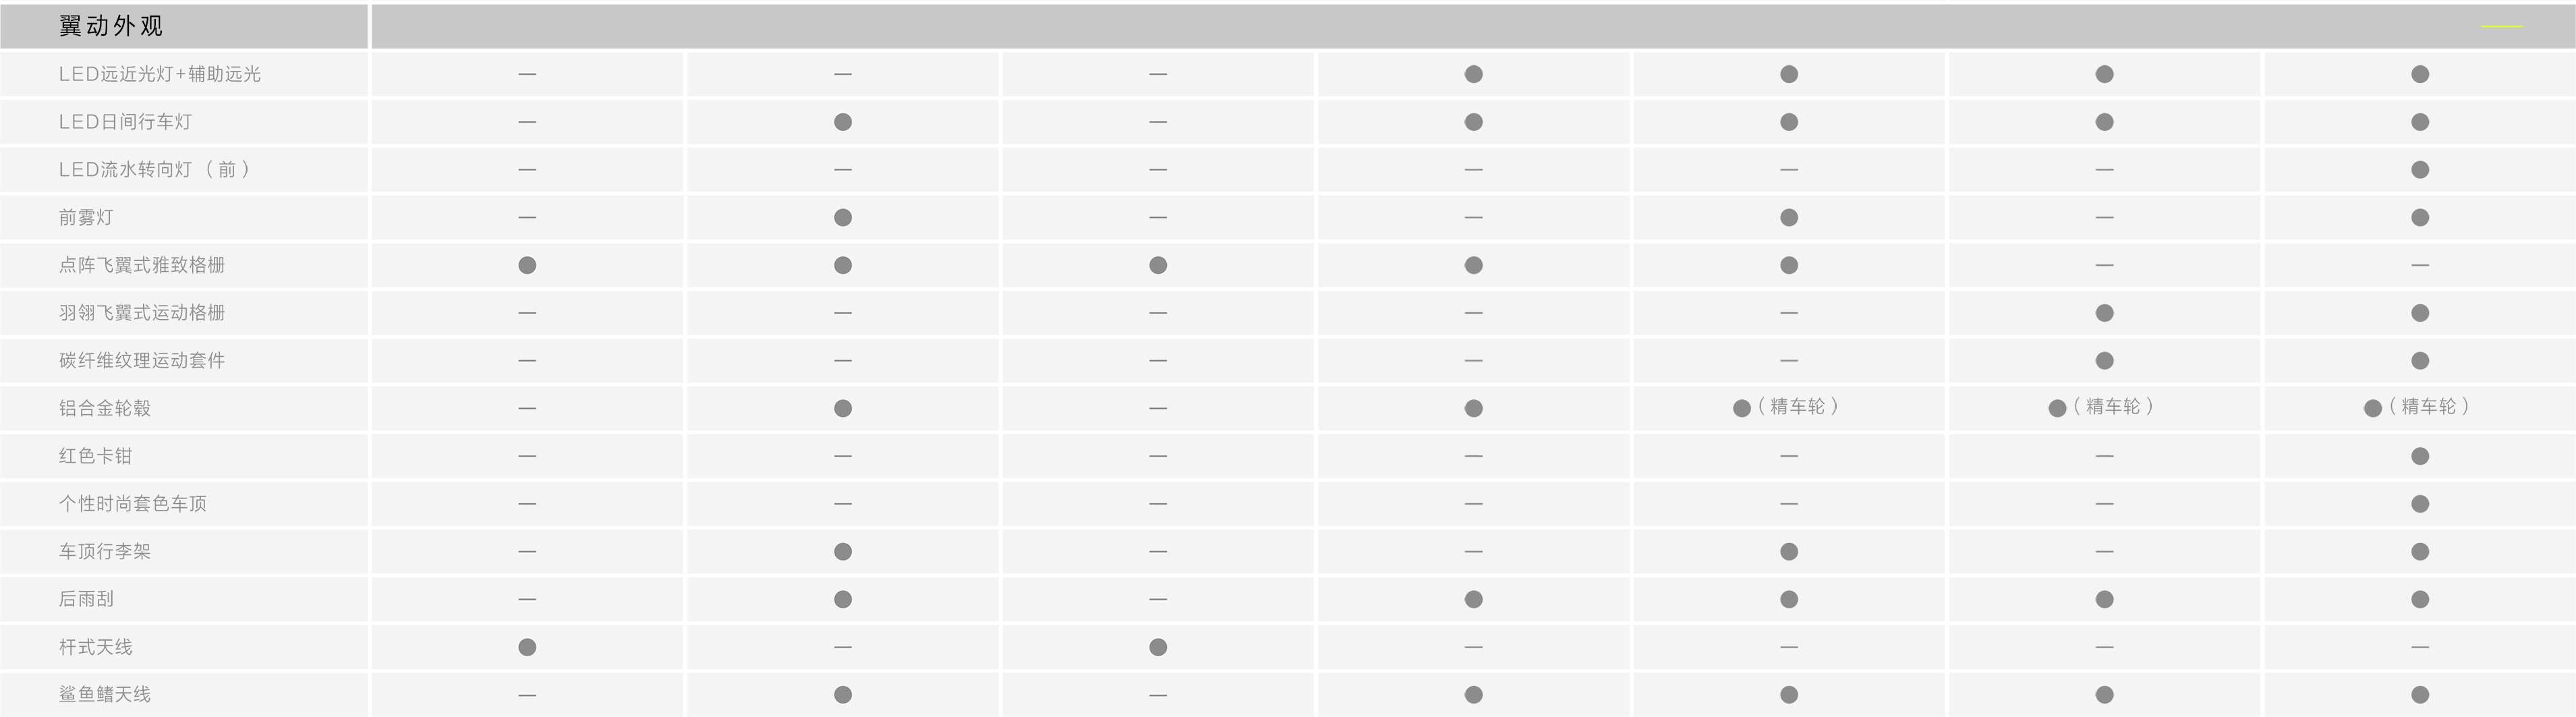 翼动外观
LED远近光灯+辅助远光 — — — ● ● ● ●
LED日间行车灯 — ● — ● ● ● ●
LED流水转向灯（前） — — — — — — ●
前雾灯 — ● — — ● — ●
点阵飞翼式雅致格栅 ● ● ● ● ● — —
羽翎飞翼式运动格栅 — — — — — ● ●
碳纤维纹理运动套件 — — — — — ● ●
铝合金轮毂 — ● — ● ●（精车轮） ●（精车轮） ●（精车轮）
红色卡钳 — — — — — — ●
个性时尚套色车顶 — — — — — — ●
车顶行李架 — ● — — ● — ●
后雨刮 — ● — ● ● ● ●
杆式天线 ● — ● — — — —
鲨鱼鳍天线 — ● — ● ● ● ●